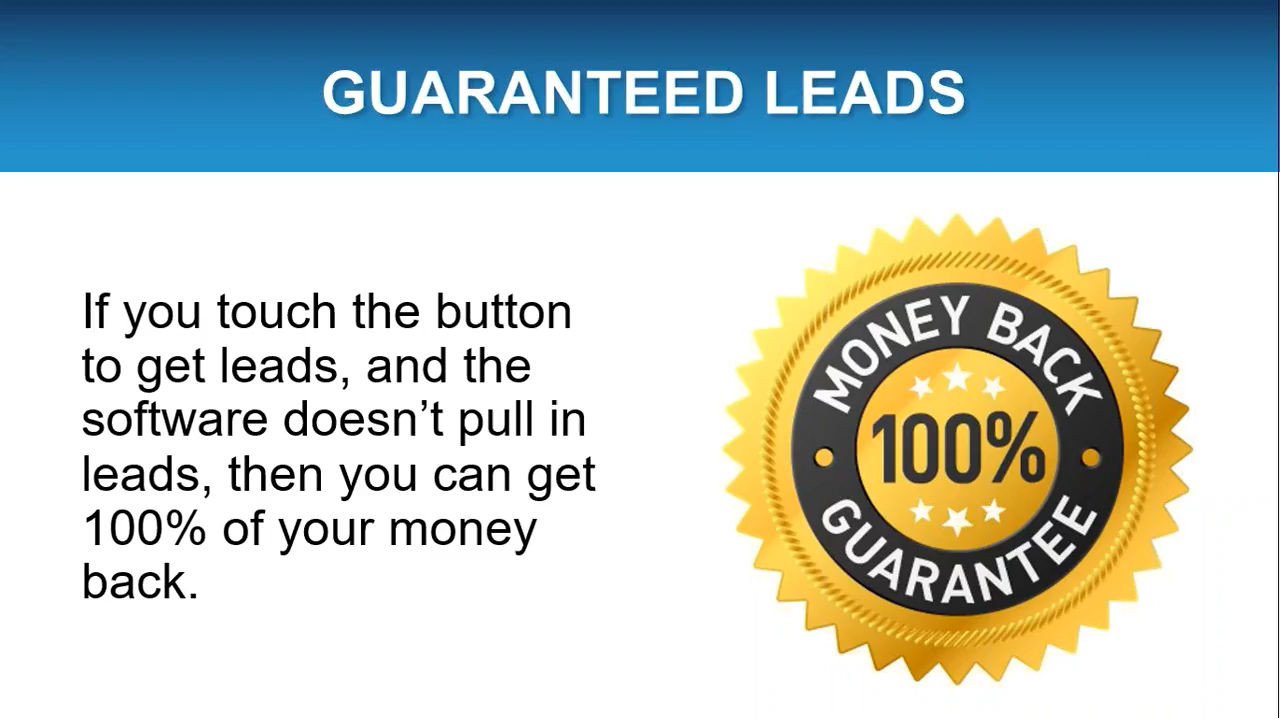 GUARANTEED LEADS
If you touch the button
to get leads, and the
software doesn’t pull in
leads, then you can get
100% of your money
back.
MONEY BACK
100%
GUARANTEE